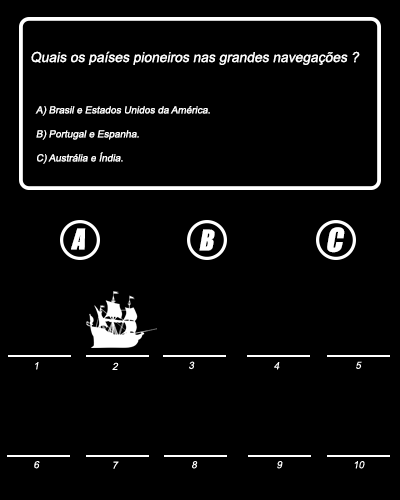 Quais os países pioneiros nas grandes navegações ?
A) Brasil e Estados Unidos da América.
B) Portugal e Espanha.
C) Austrália e Índia.
A B C
1 2 3 4 5
6 7 8 9 10